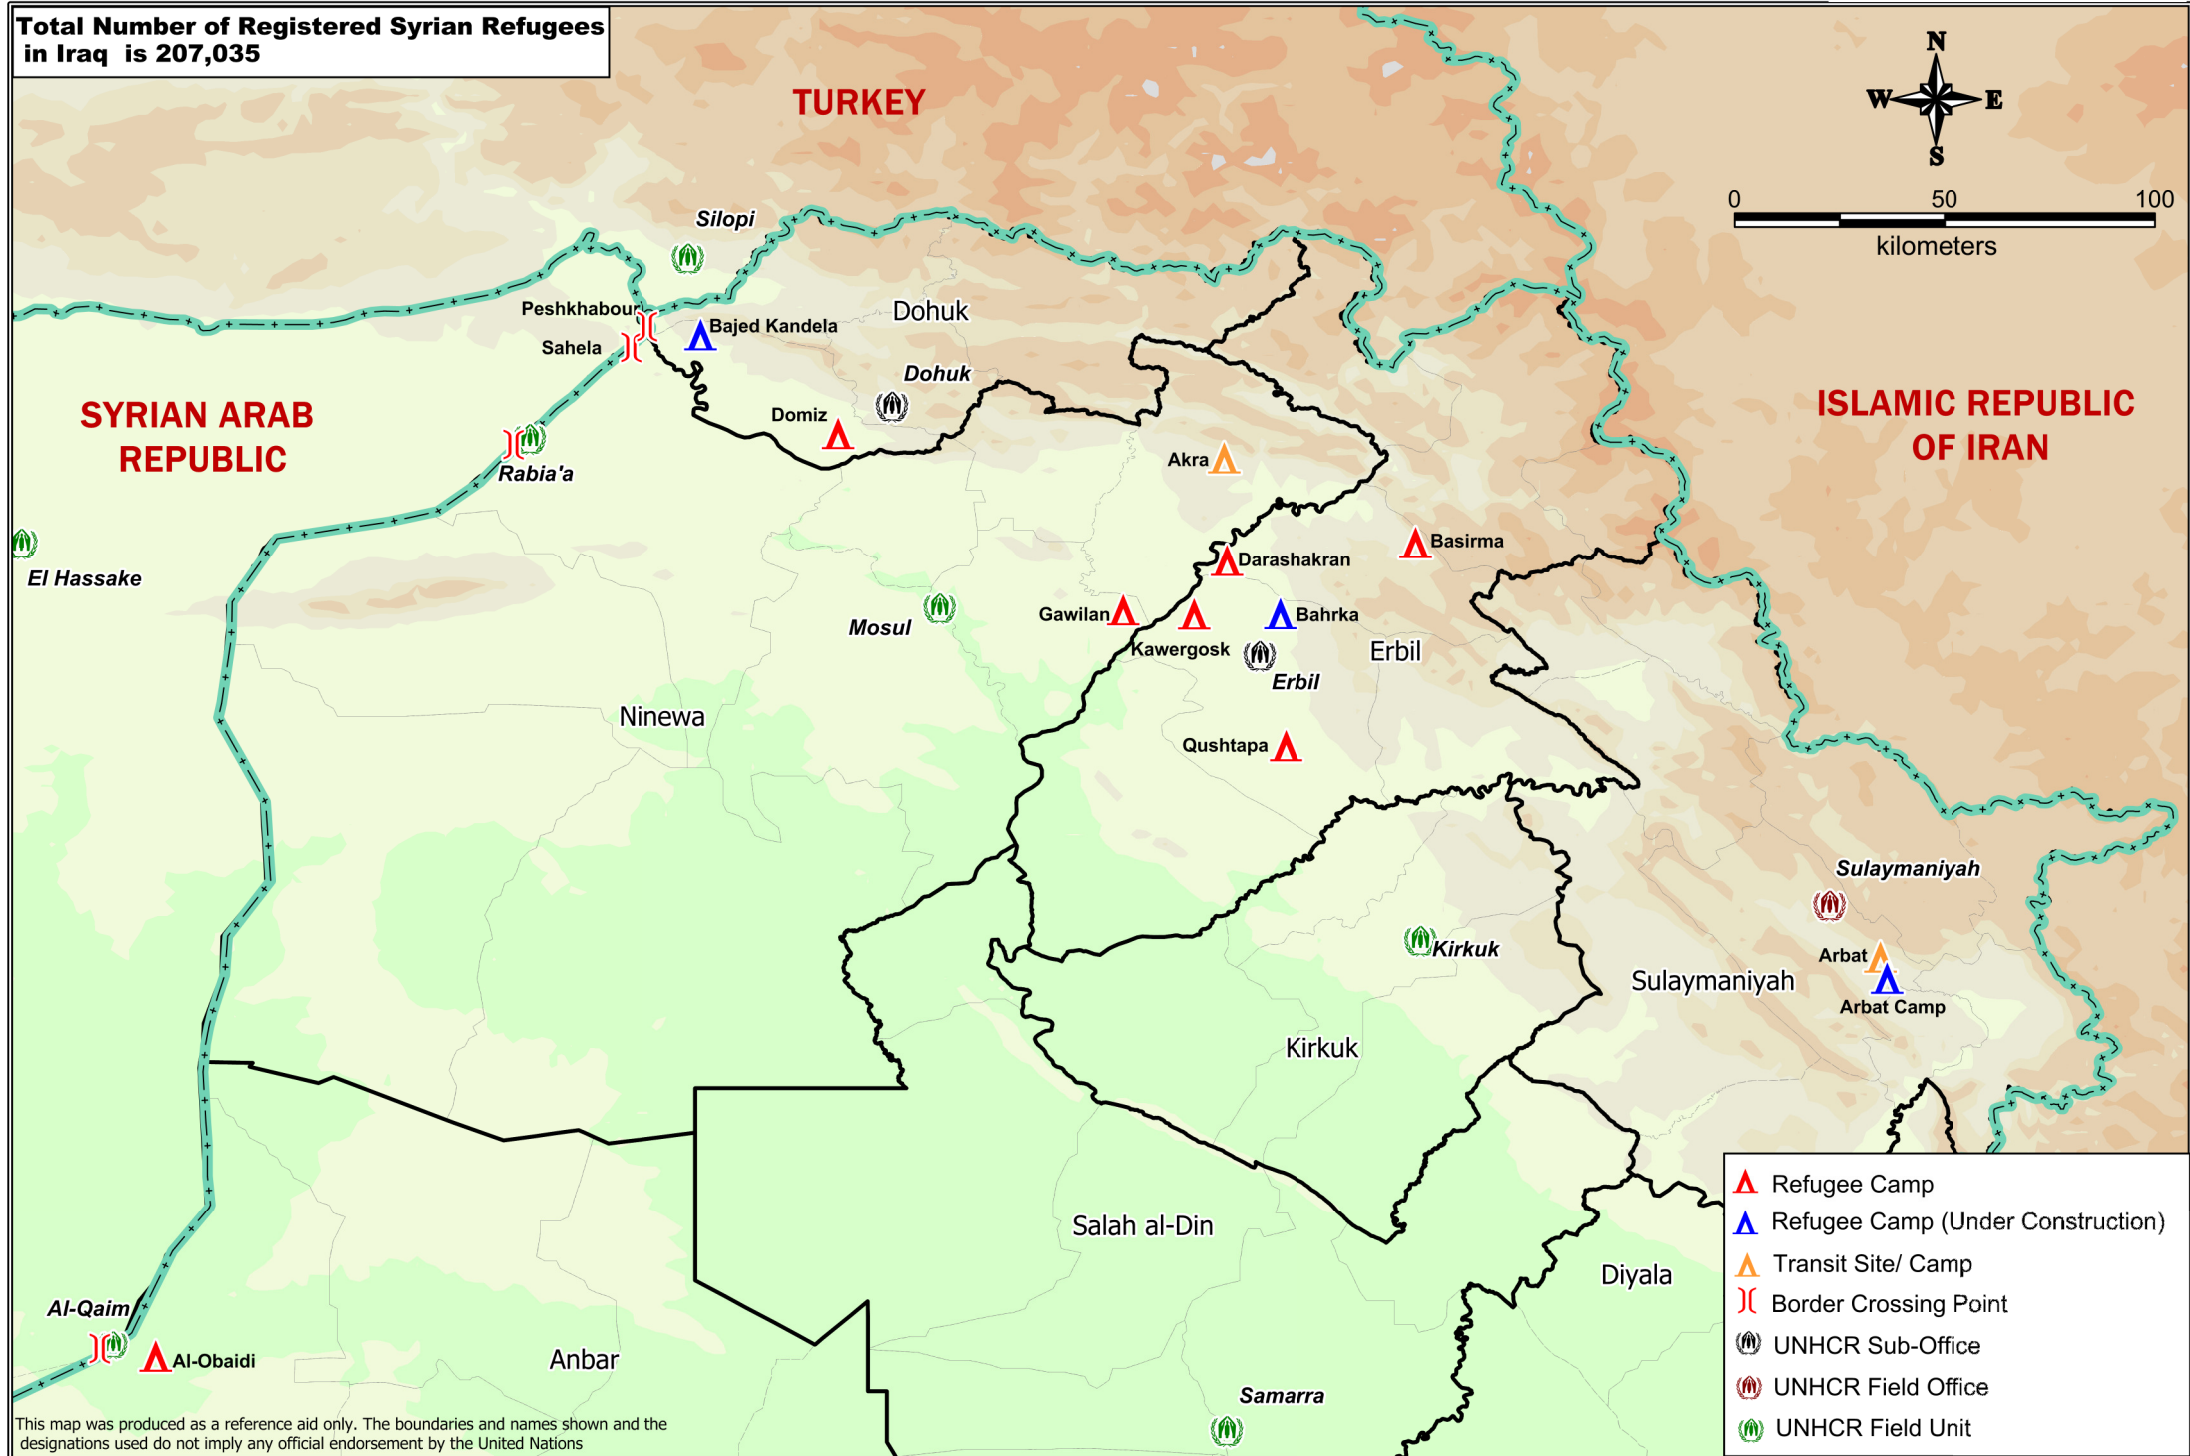 Total Number of Registered Syrian Refugees
in Iraq is 207,035
TURKEY
N
W
E
S
0
50
100
kilometers
Silopi
Peshkhabour
Sahela
Bajed Kandela
Dohuk
Dohuk
Domiz
SYRIAN ARAB
REPUBLIC
ISLAMIC REPUBLIC
OF IRAN
Rabia'a
Akra
El Hassake
Basirma
Darashakran
Gawilan
Kawergosk
Bahrka
Mosul
Erbil
Erbil
Ninewa
Qushtapa
Sulaymaniyah
Kirkuk
Sulaymaniyah
Arbat
Arbat Camp
Kirkuk
Salah al-Din
Diyala
Al-Qaim
Al-Obaidi
Anbar
Samarra
Refugee Camp
Refugee Camp (Under Construction)
Transit Site/ Camp
Border Crossing Point
UNHCR Sub-Office
UNHCR Field Office
UNHCR Field Unit
This map was produced as a reference aid only. The boundaries and names shown and the
designations used do not imply any official endorsement by the United Nations